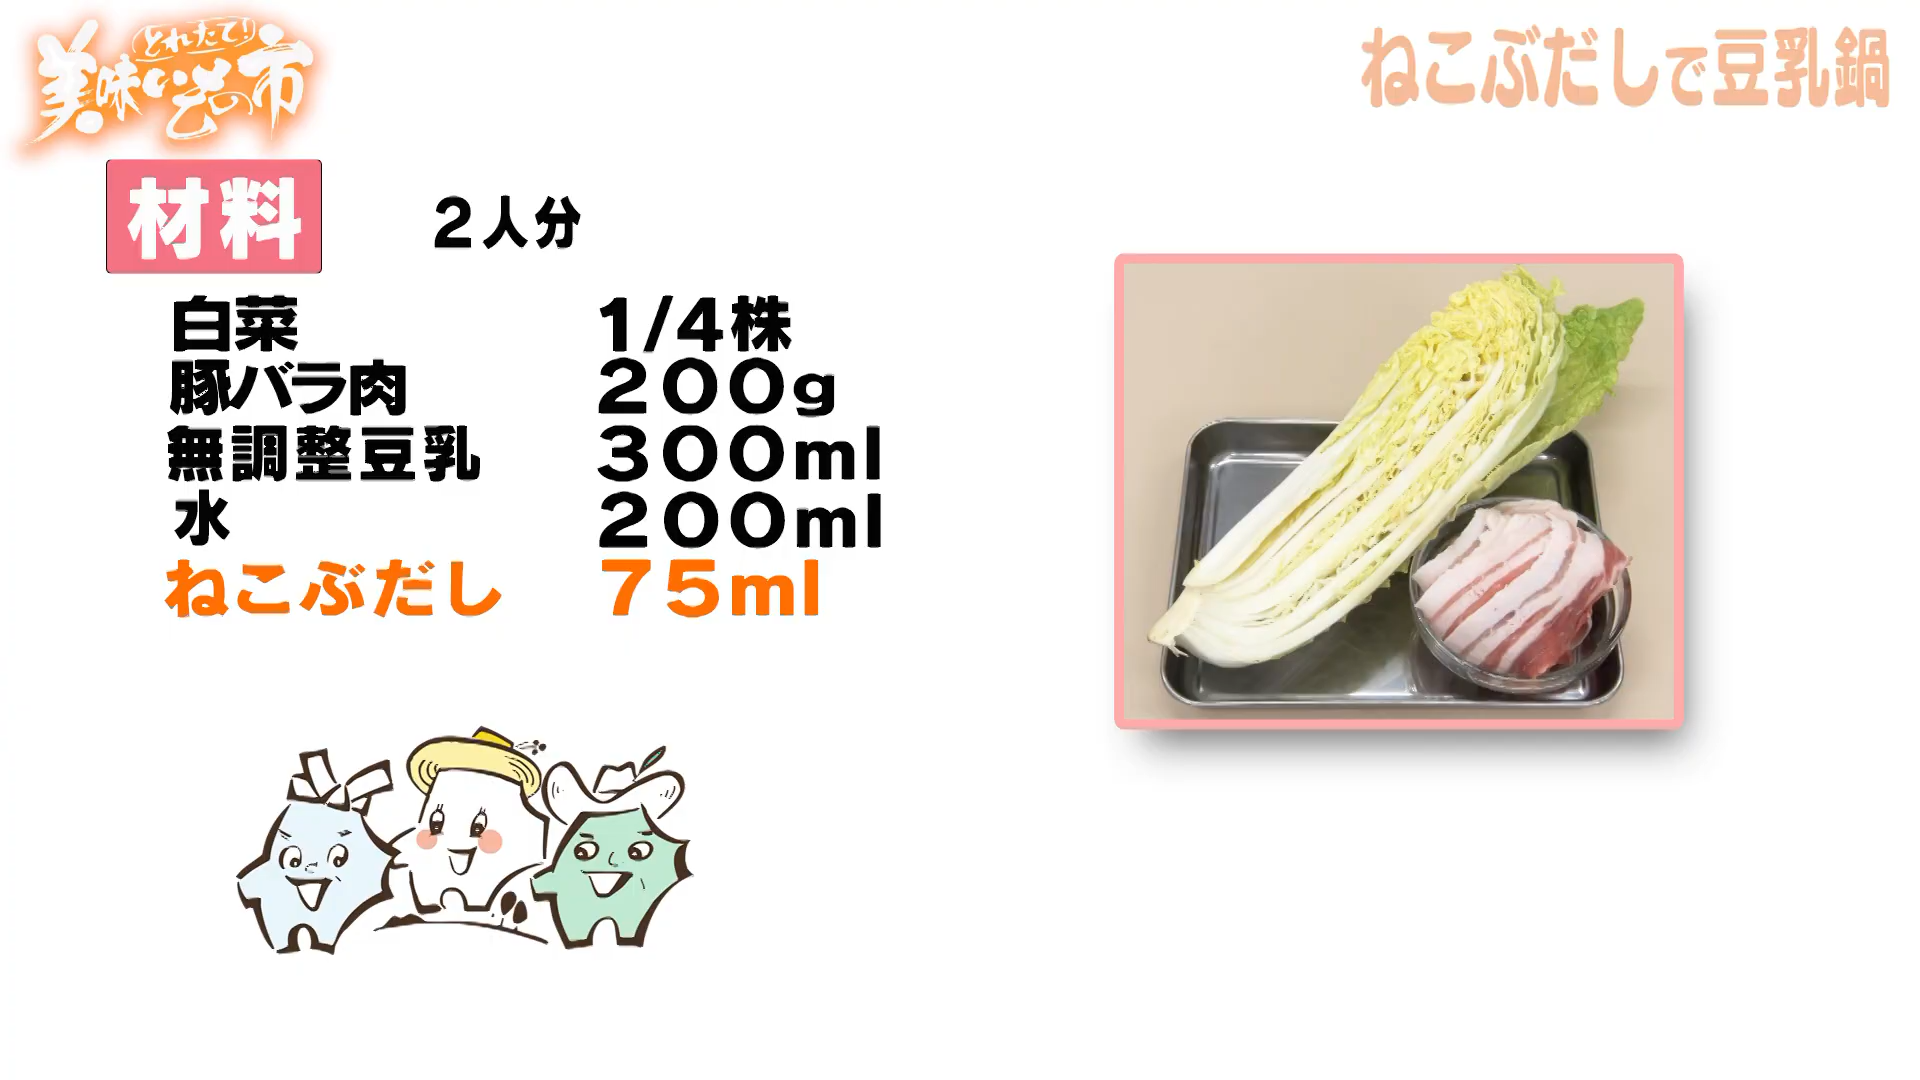 とれたて!
美味いもの市
ねこぶだしで豆乳鍋
材料 2人分
白菜 1/4株
豚バラ肉 200g
無調整豆乳 300ml
水 200ml
ねこぶだし 75ml